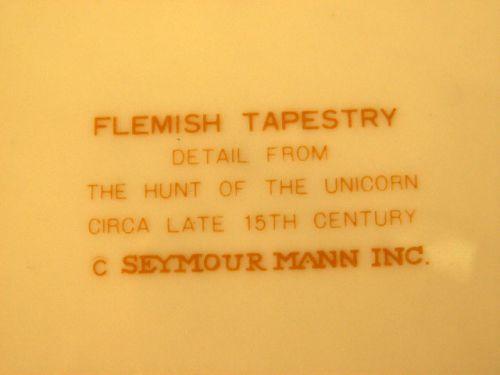 FLEMISH TAPESTRY
DETAIL FROM
THE HUNT OF THE UNICORN
CIRCA LATE 15TH CENTURY
C SEYMOUR MANN INC.